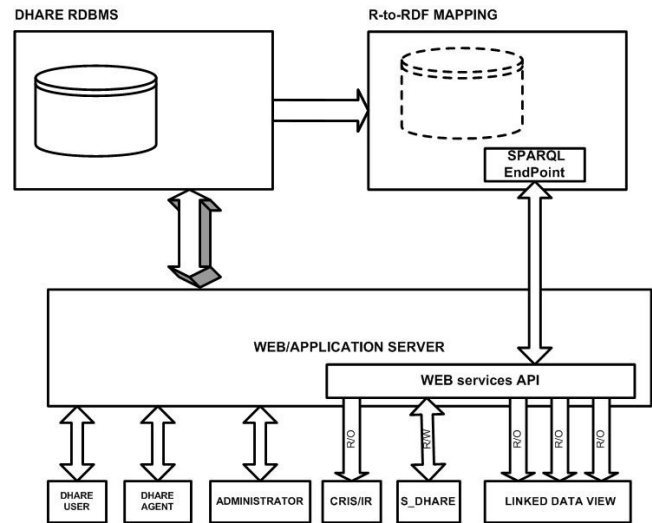 DHARE RDBMS
R-to-RDF MAPPING
SPARQL
EndPoint
WEB/APPLICATION SERVER
WEB services API
R/O
R/W
R/O
R/O
R/O
DHARE
USER
DHARE
AGENT
ADMINISTRATOR
CRIS/IR
S_DHARE
LINKED DATA VIEW